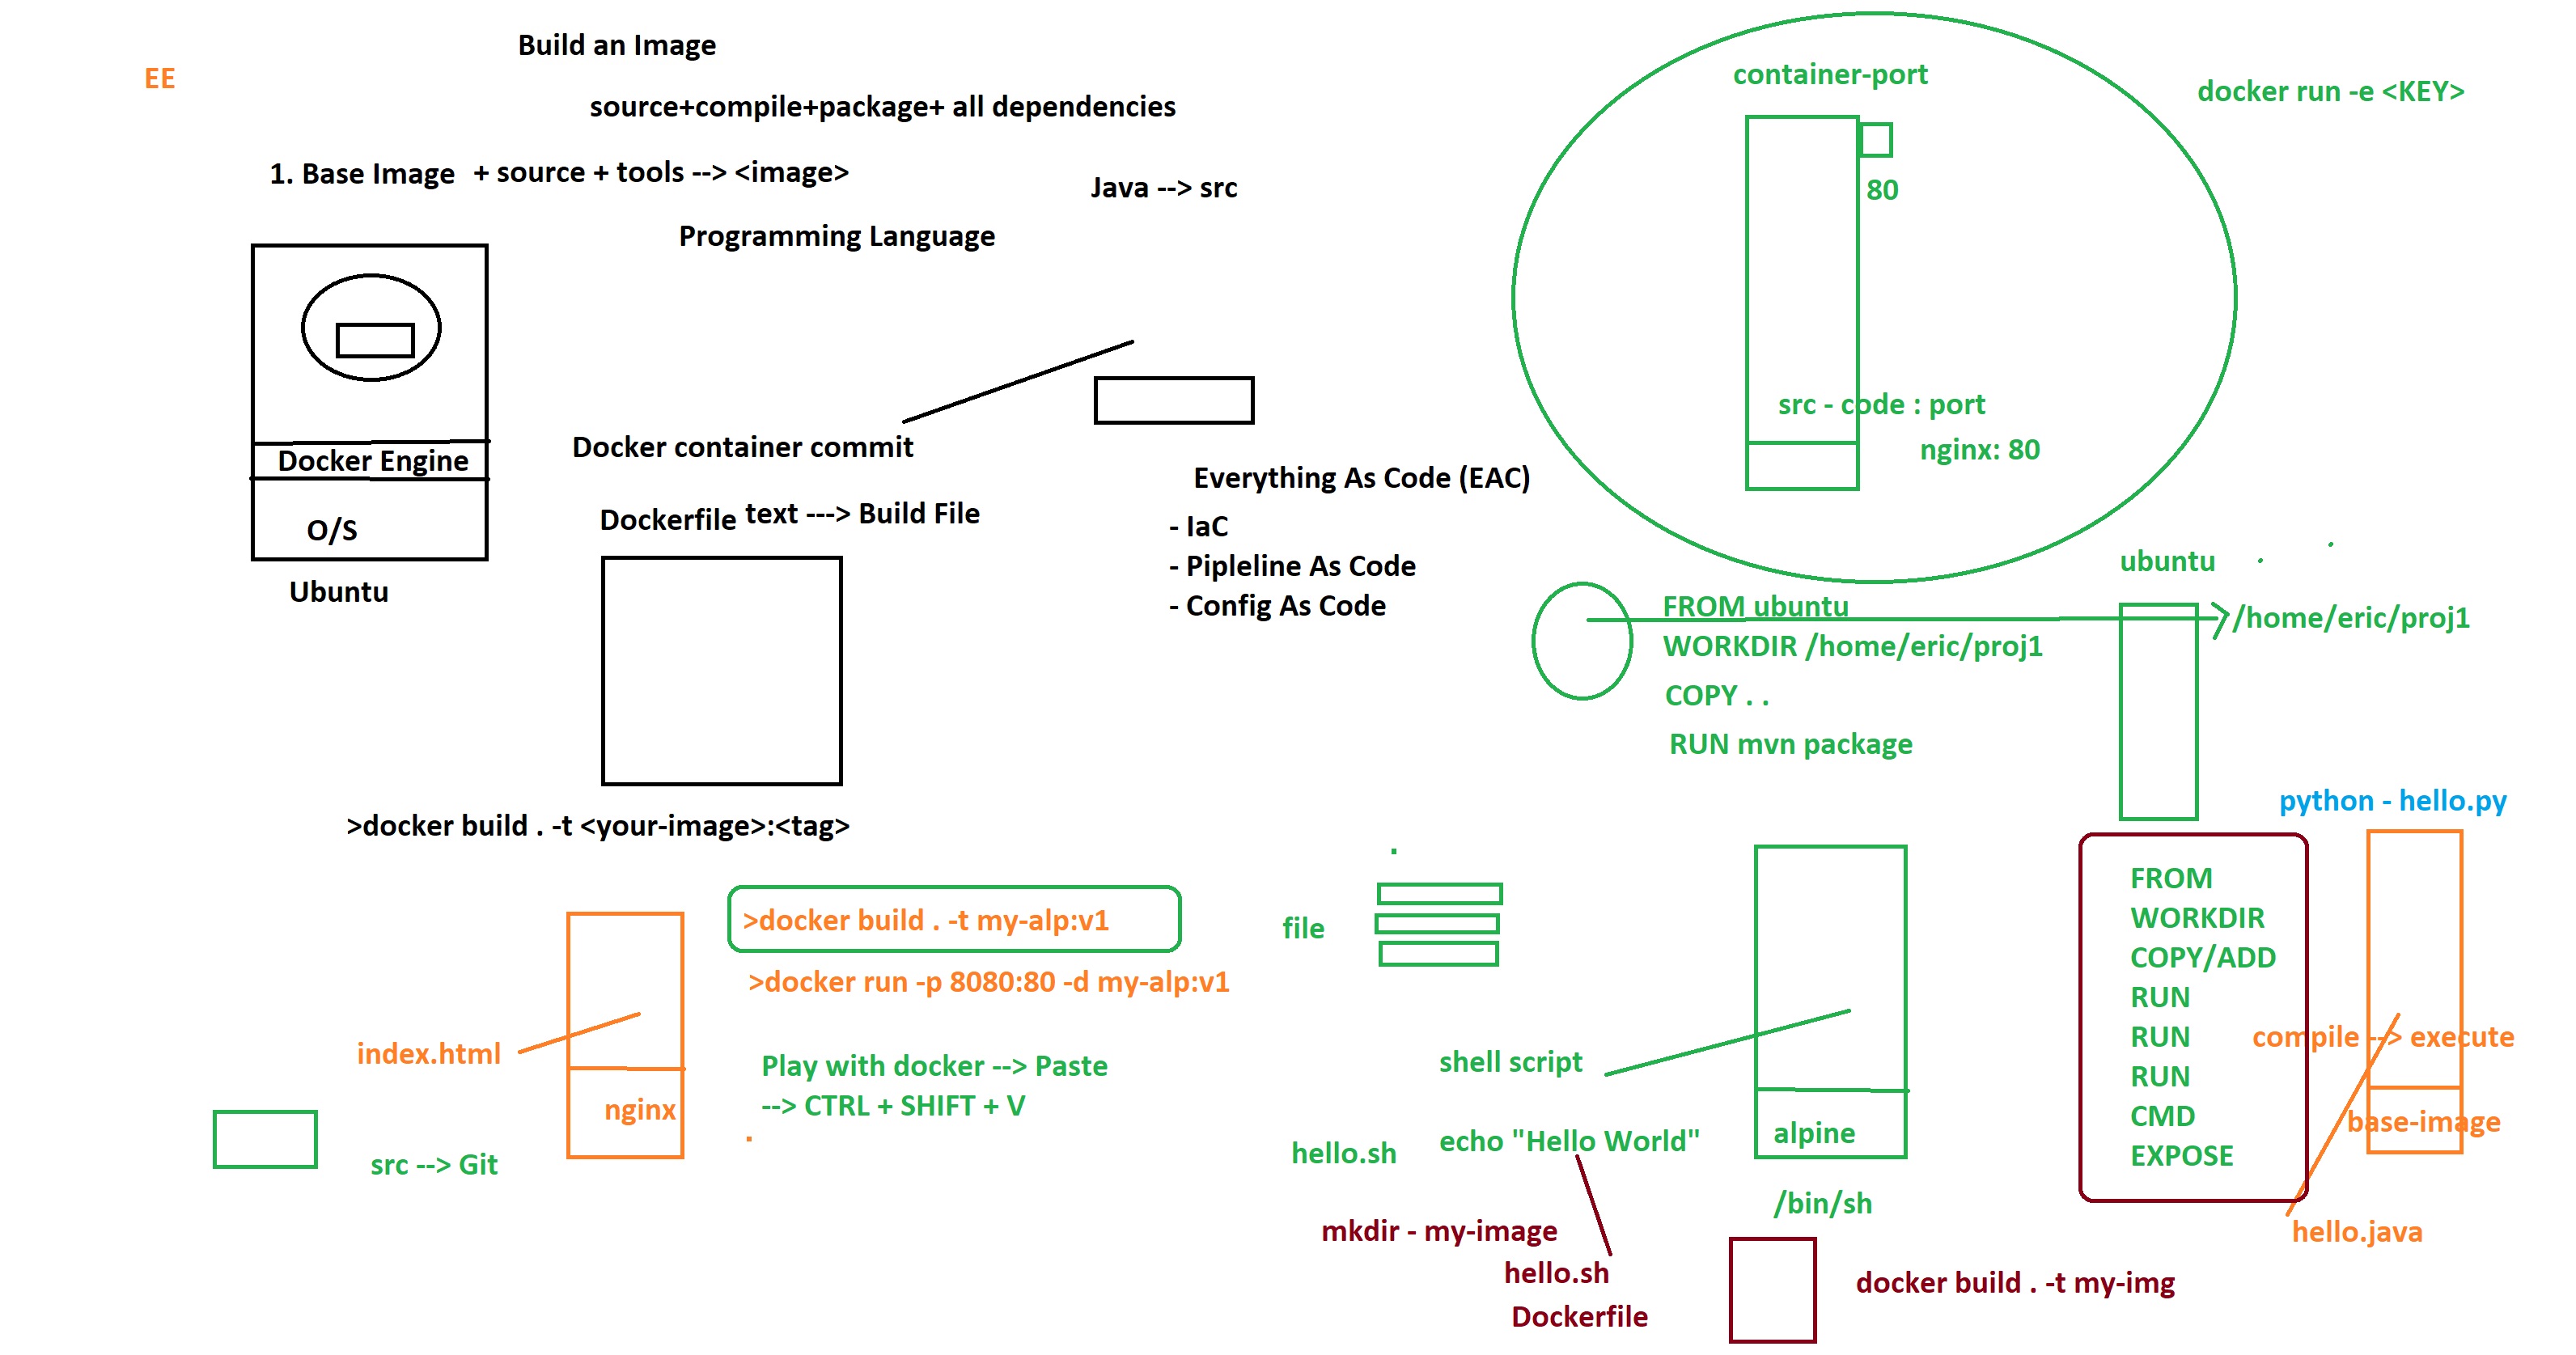 Build an Image
EE
source+compile+package+ all dependencies
1. Base Image + source + tools --> <image>
Java --> src
Programming Language
Docker Engine
O/S
Ubuntu
Docker container commit
Dockerfile text ---> Build File
Everything As Code (EAC)
- IaC
- Pipleline As Code
- Config As Code
>docker build . -t <your-image>:<tag>
>docker build . -t my-alp:v1
>docker run -p 8080:80 -d my-alp:v1
index.html
nginx
Play with docker --> Paste
--> CTRL + SHIFT + V
src --> Git
container-port
80
docker run -e <KEY>
src - code : port
nginx: 80
ubuntu
FROM ubuntu
/home/eric/proj1
WORKDIR /home/eric/proj1
COPY . .
RUN mvn package
python - hello.py
file
shell script
hello.sh
echo "Hello World"
alpine
/bin/sh
FROM
WORKDIR
COPY/ADD
RUN
RUN
RUN
CMD
EXPOSE
compile --> execute
base-image
hello.java
mkdir - my-image
hello.sh
Dockerfile
docker build . -t my-img